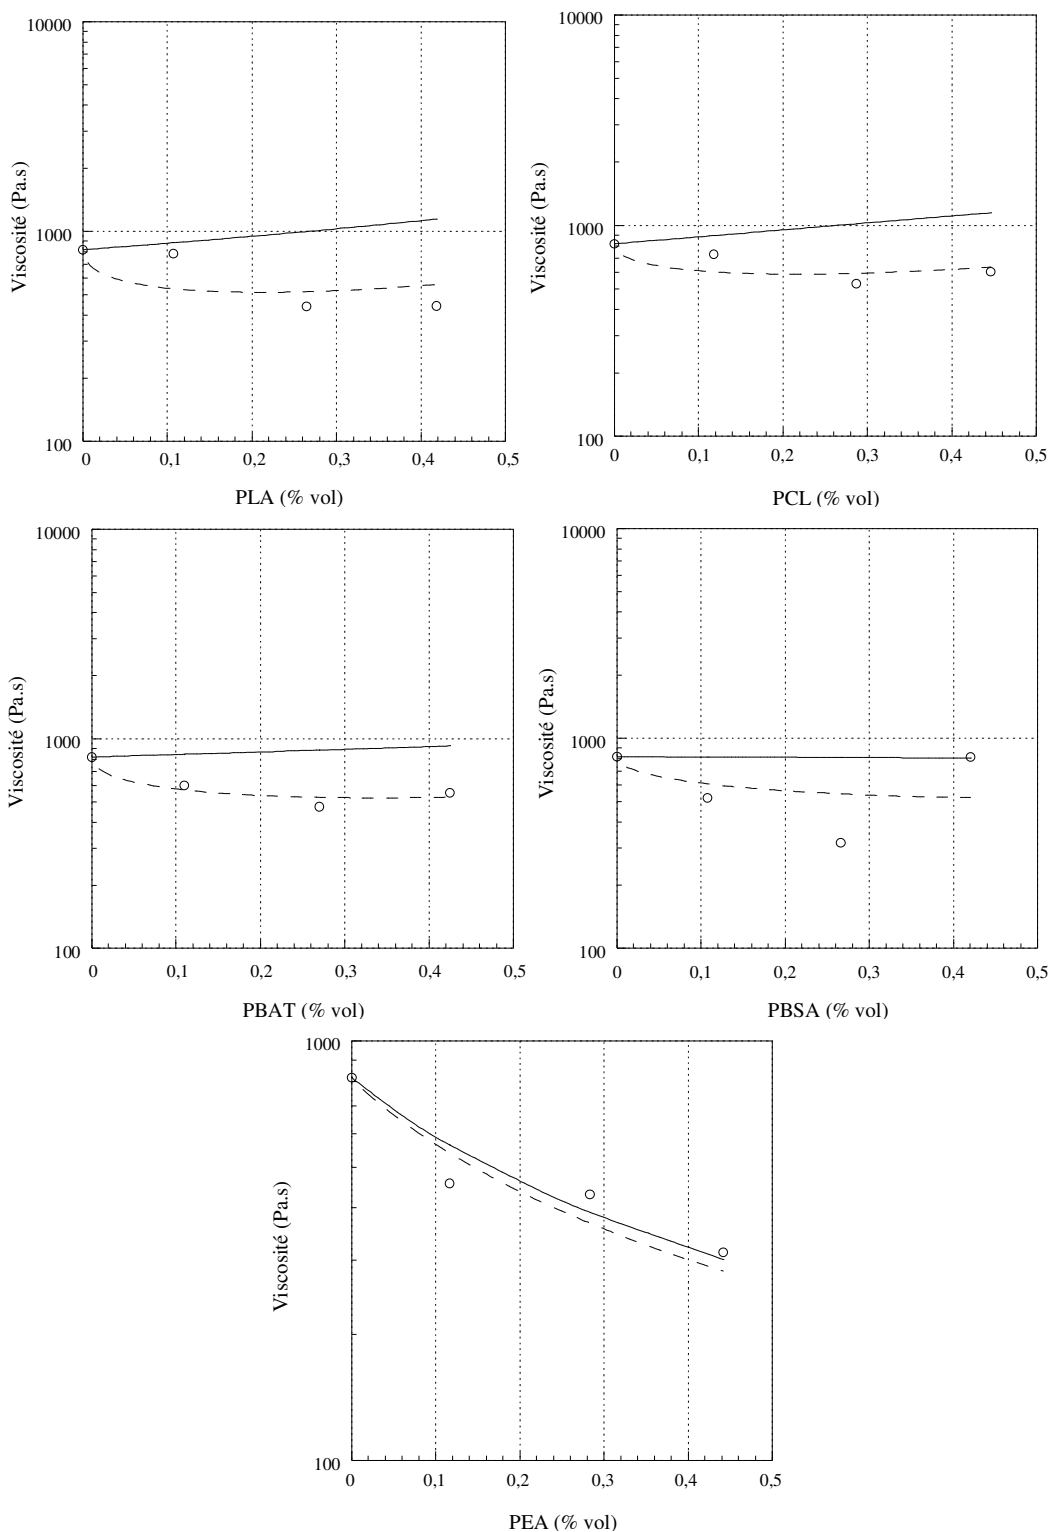 10000
1000
100
Viscosité (Pa.s)
0 0,1 0,2 0,3 0,4 0,5
PLA (% vol)
10000
1000
100
Viscosité (Pa.s)
0 0,1 0,2 0,3 0,4 0,5
PCL (% vol)
10000
1000
100
Viscosité (Pa.s)
0 0,1 0,2 0,3 0,4 0,5
PBAT (% vol)
10000
1000
100
Viscosité (Pa.s)
0 0,1 0,2 0,3 0,4 0,5
PBSA (% vol)
1000
100
Viscosité (Pa.s)
0 0,1 0,2 0,3 0,4 0,5
PEA (% vol)